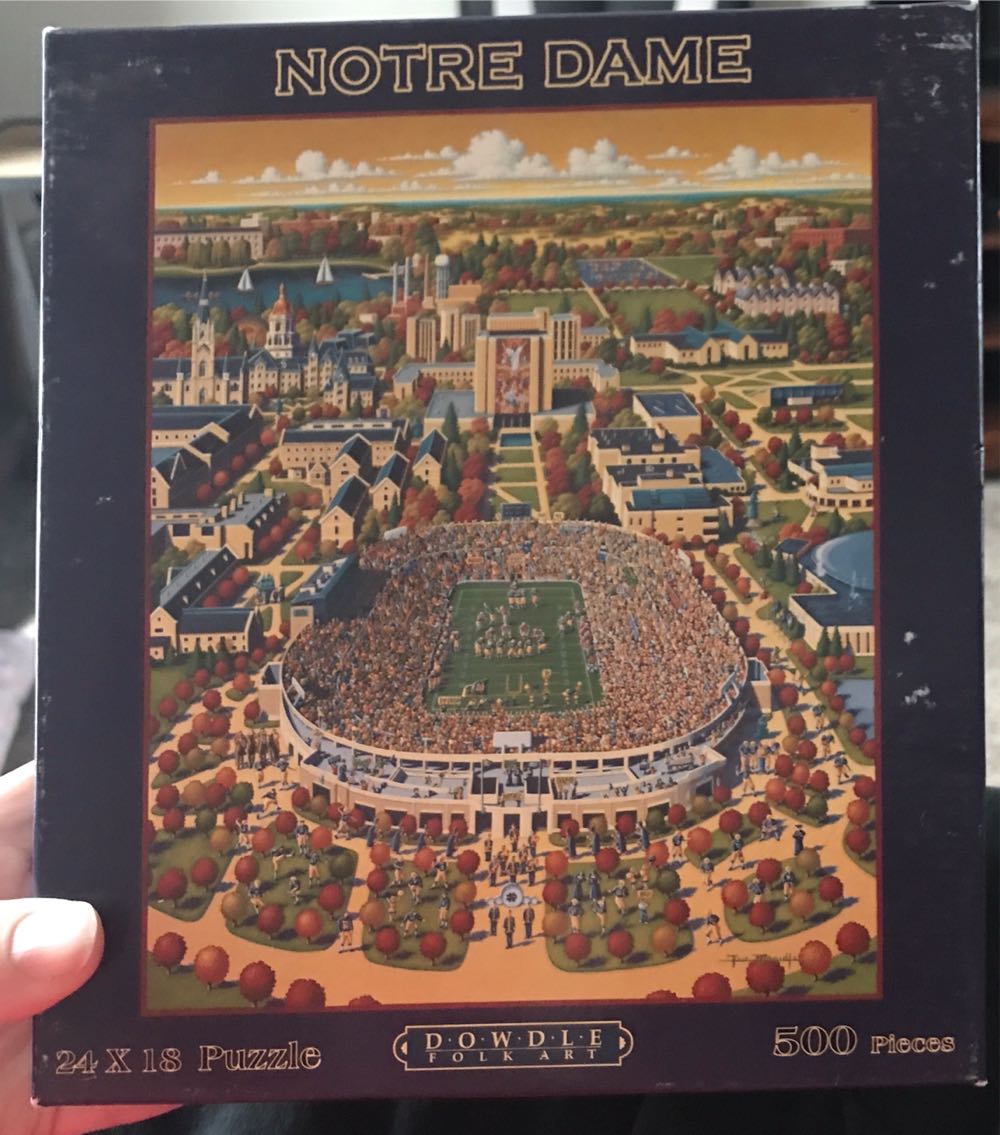 NOTRE DAME
24 X 18 Puzzle
D·O·W·D·L·E
FOLK ART
500 Pieces